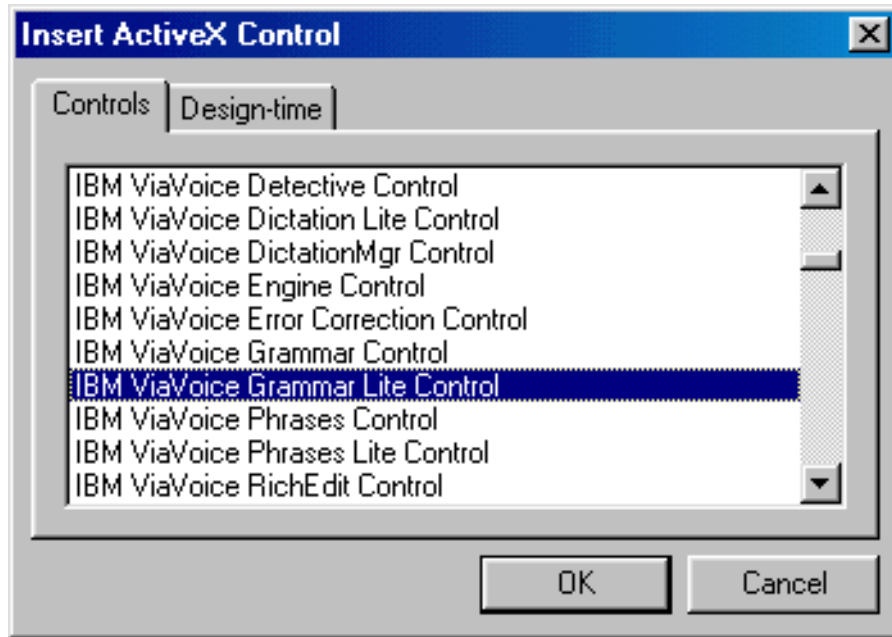 Insert ActiveX Control
Controls Design-time
IBM ViaVoice Detective Control
IBM ViaVoice Dictation Lite Control
IBM ViaVoice DictationMgr Control
IBM ViaVoice Engine Control
IBM ViaVoice Error Correction Control
IBM ViaVoice Grammar Control
IBM ViaVoice Grammar Lite Control
IBM ViaVoice Phrases Control
IBM ViaVoice Phrases Lite Control
IBM ViaVoice RichEdit Control
OK Cancel